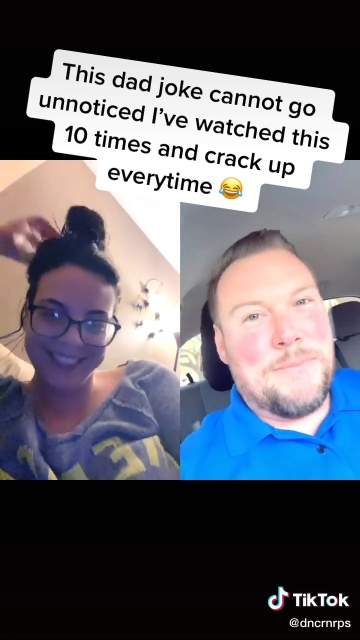 This dad joke cannot go
unnoticed I've watched this
10 times and crack up
everytime 😂
TikTok
@dncrnrps